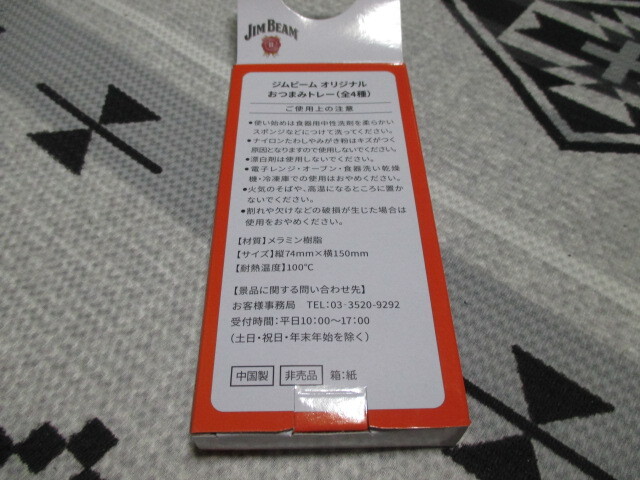 JIM BEAM
ジムビーム オリジナル
おつまみトレー(全4種)
ご使用上の注意
●使い始めは食器用中性洗剤を柔らかい
スポンジなどにつけて洗ってください。
●ナイロンたわしやみがき粉はキズがつく
原因となりますので使用しないでください。
●漂白剤は使用しないでください。
●電子レンジ・オーブン・食器洗い乾燥
機・冷凍庫での使用はおやめください。
●火気のそばや、高温になるところに置か
ないでください。
●割れや欠けなどの破損が生じた場合は
使用をおやめください。
【材質】メラミン樹脂
【サイズ】縦74mm×横150mm
【耐熱温度】100℃
【景品に関する問い合わせ先】
お客様事務局 TEL:03-3520-9292
受付時間:平日10:00〜17:00
(土日・祝日・年末年始を除く)
中国製 非売品 箱:紙